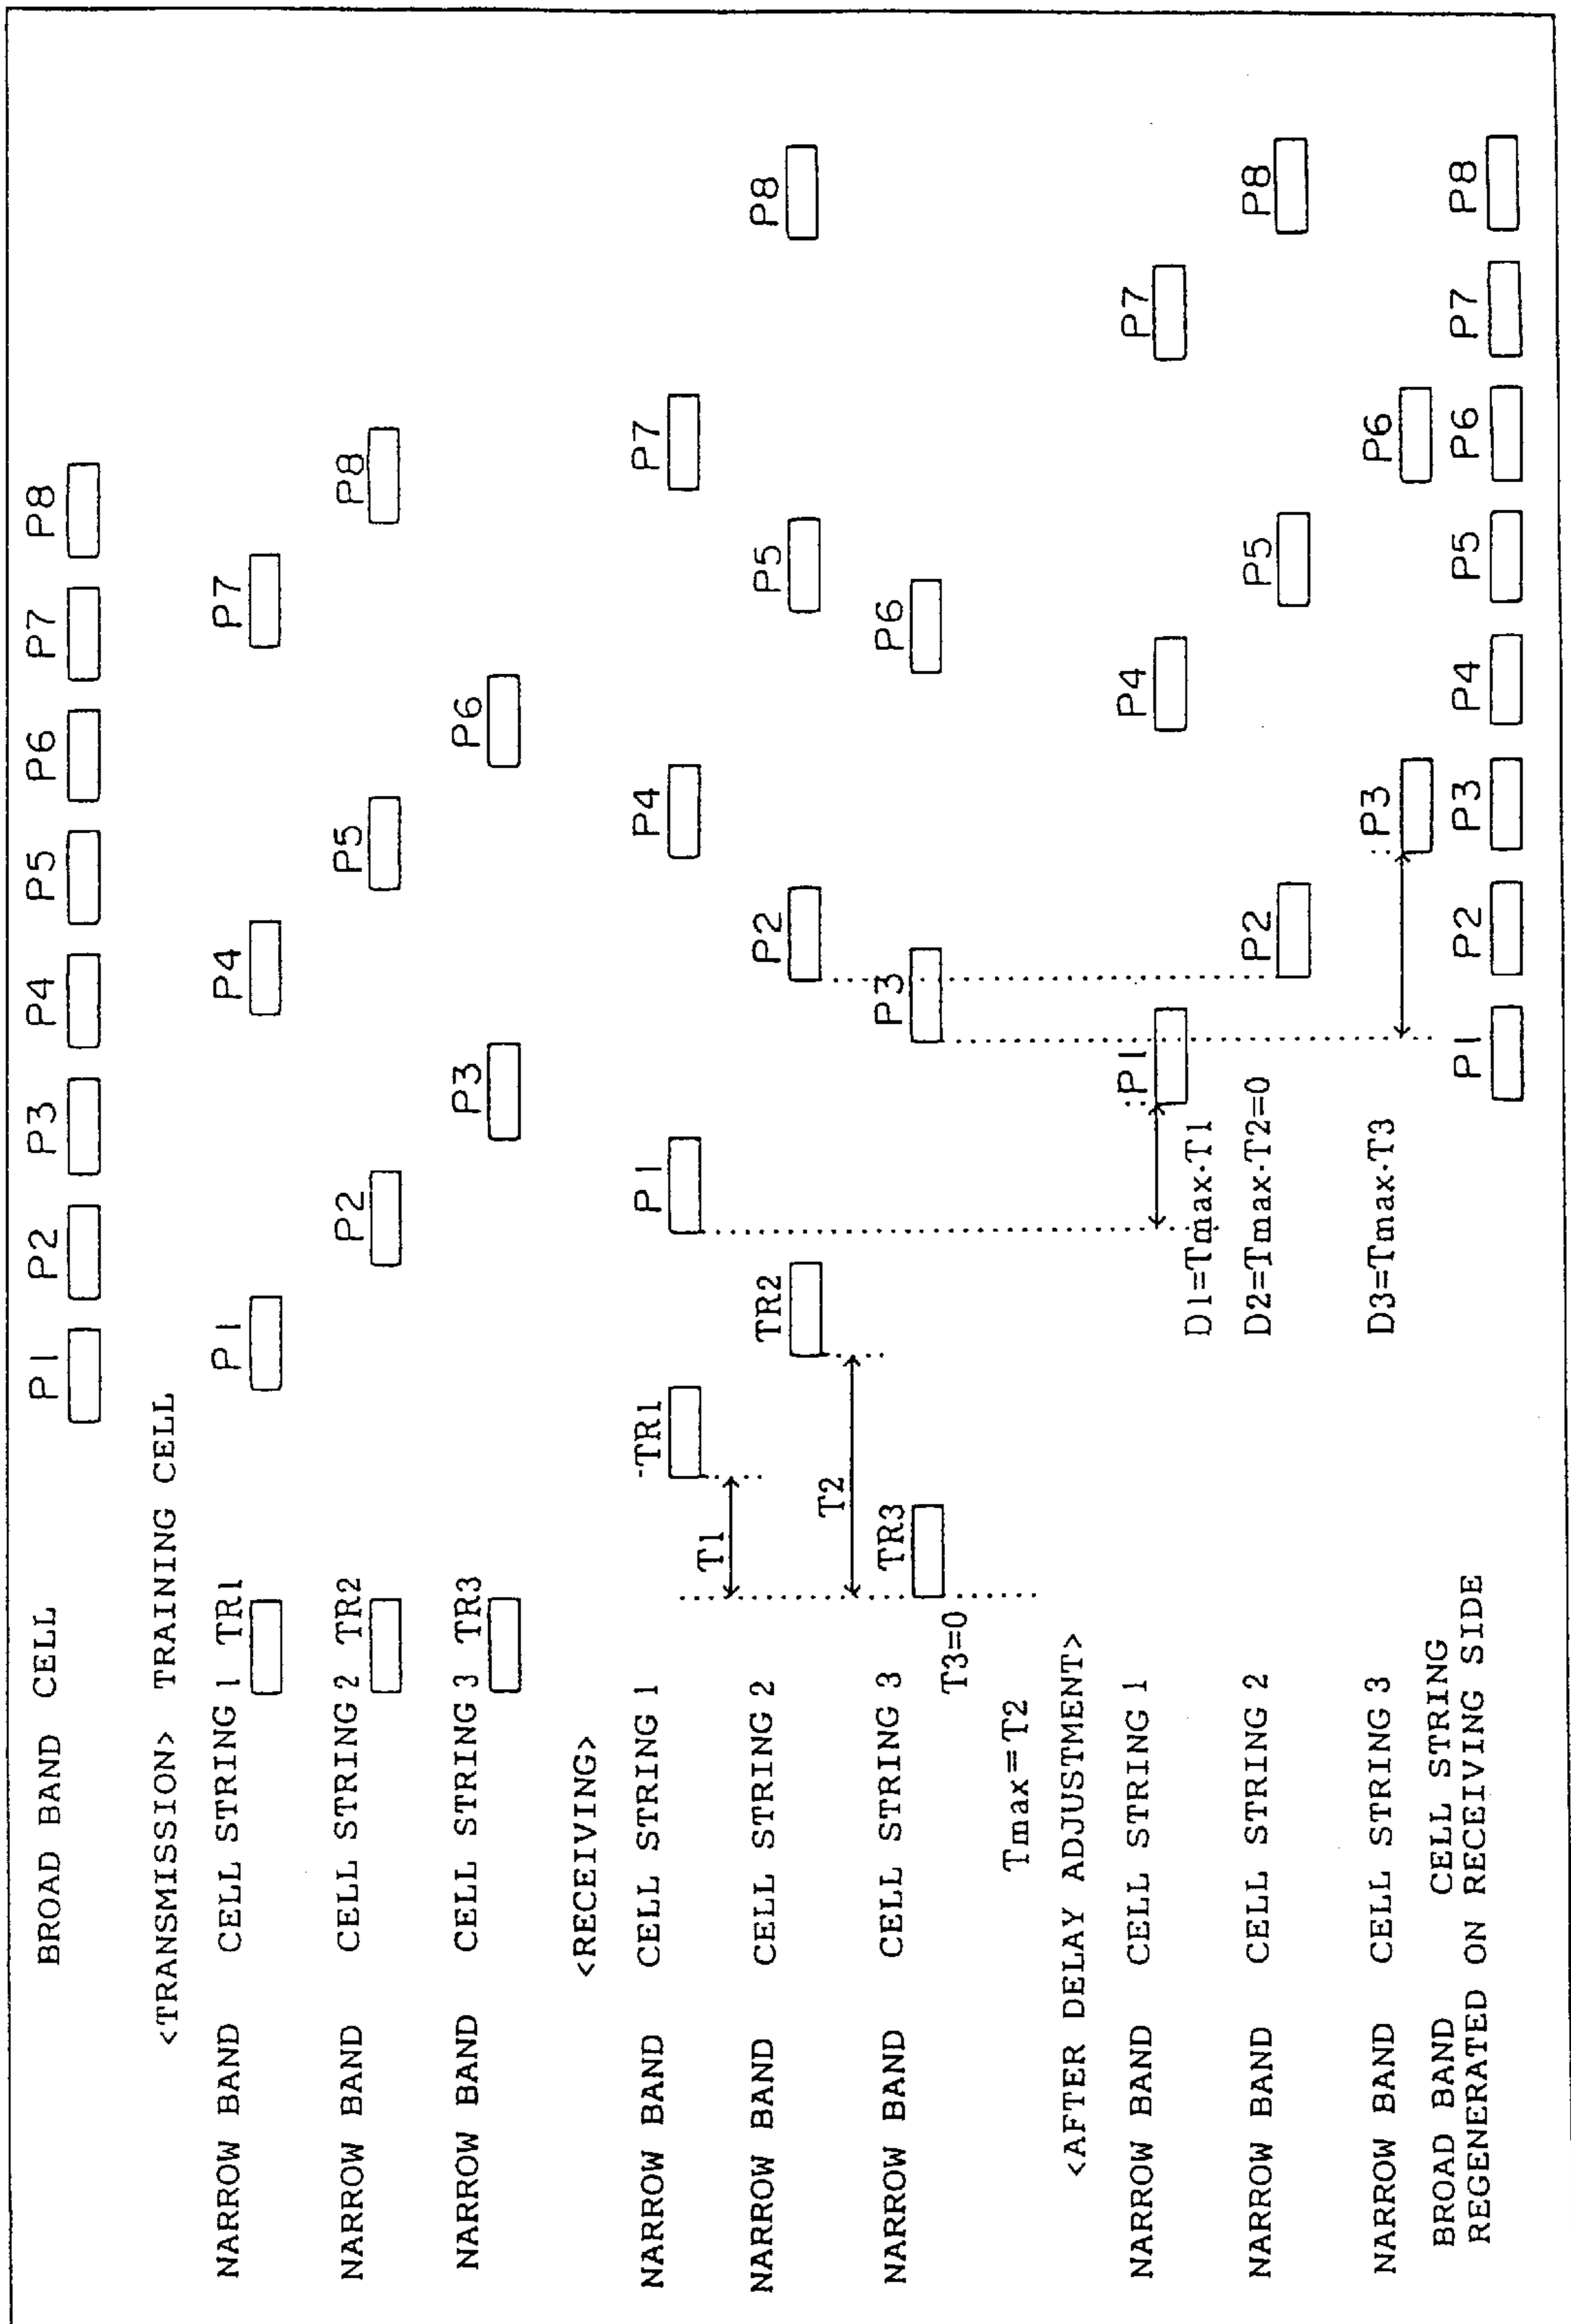 BROAD BAND CELL P1 P2 P3 P4 P5 P6 P7 P8
<TRANSMISSION> TRAINING CELL
NARROW BAND CELL STRING 1 TR1 P1 P4 P7
NARROW BAND CELL STRING 2 TR2 P2 P5 P8
NARROW BAND CELL STRING 3 TR3 P3 P6
<RECEIVING>
NARROW BAND CELL STRING 1 TR1 P1 P4 P7
T1
NARROW BAND CELL STRING 2 TR2 P2 P5 P8
T2
NARROW BAND CELL STRING 3 TR3 P3 P6
T3=0
Tmax=T2
<AFTER DELAY ADJUSTMENT>
NARROW BAND CELL STRING 1 P1 P4 P7
D1=Tmax-T1
NARROW BAND CELL STRING 2 D2=Tmax-T2=0 P2 P5 P8
NARROW BAND CELL STRING 3 D3=Tmax-T3 P3 P6
BROAD BAND CELL STRING P1 P2 P3 P4 P5 P6 P7 P8
REGENERATED ON RECEIVING SIDE